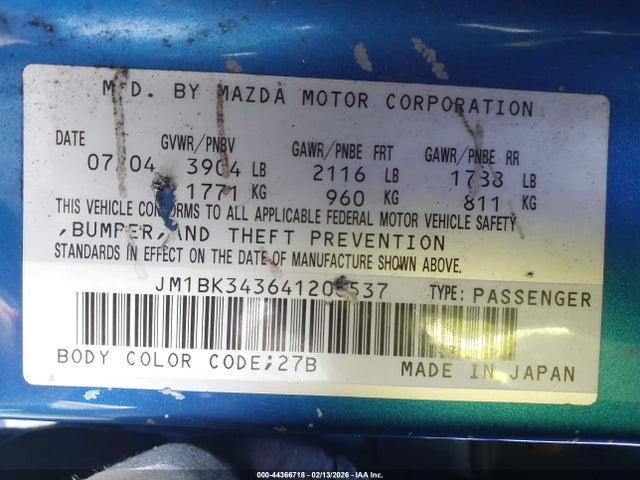 M'F'D. BY MAZDA MOTOR CORPORATION
DATE GVWR/PNBV GAWR/PNBE FRT GAWR/PNBE RR
07/04 3904 LB 2116 LB 1788 LB
1771 KG 960 KG 811 KG
THIS VEHICLE CONFORMS TO ALL APPLICABLE FEDERAL MOTOR VEHICLE SAFETY
,BUMPER,AND THEFT PREVENTION
STANDARDS IN EFFECT ON THE DATE OF MANUFACTURE SHOWN ABOVE.
TYPE: PASSENGER
BODY COLOR CODE;27B MADE IN JAPAN
000-44366718 - 02/13/2026 - IAA Inc.